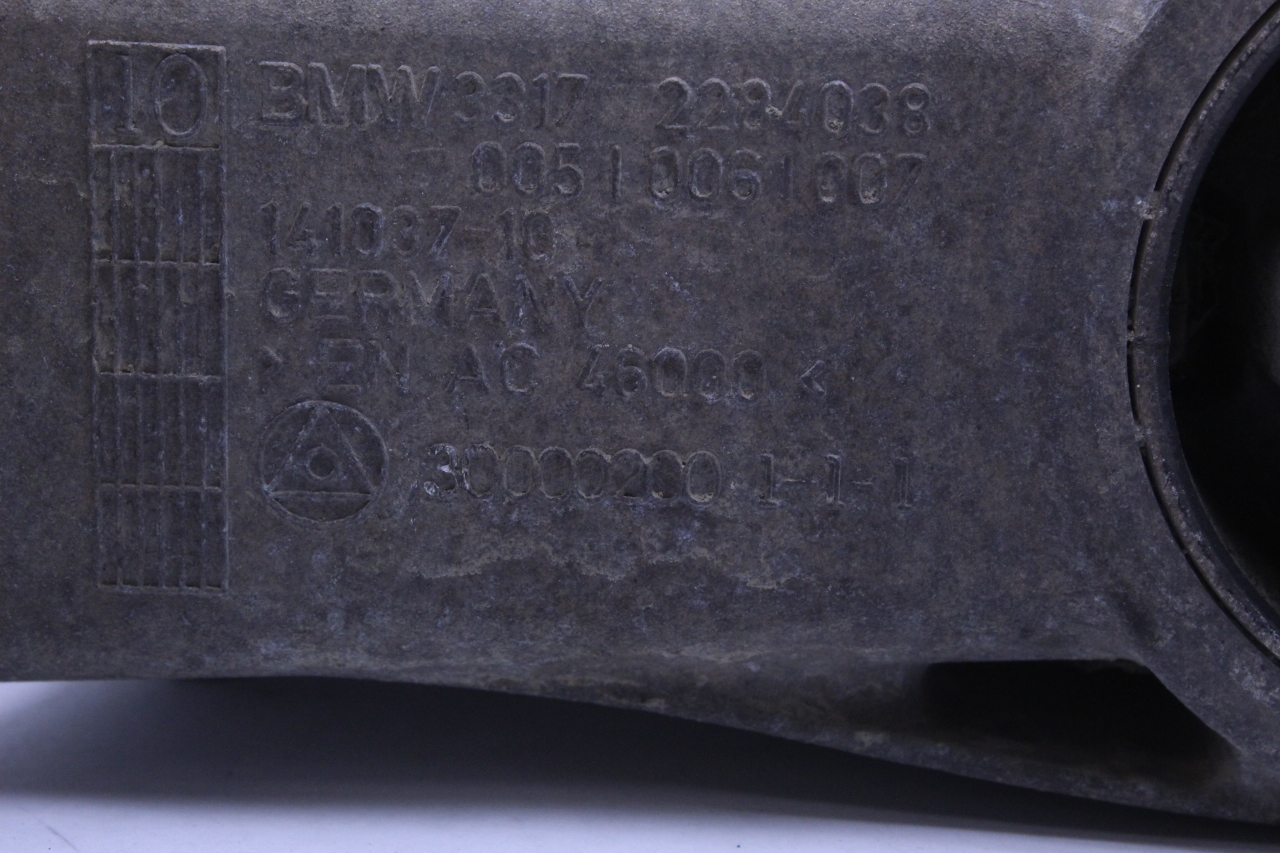 10
BMW 3317 2284038
00510061007
141037-10
GERMANY
> EN AC 46000 <
30000200 1-1-1